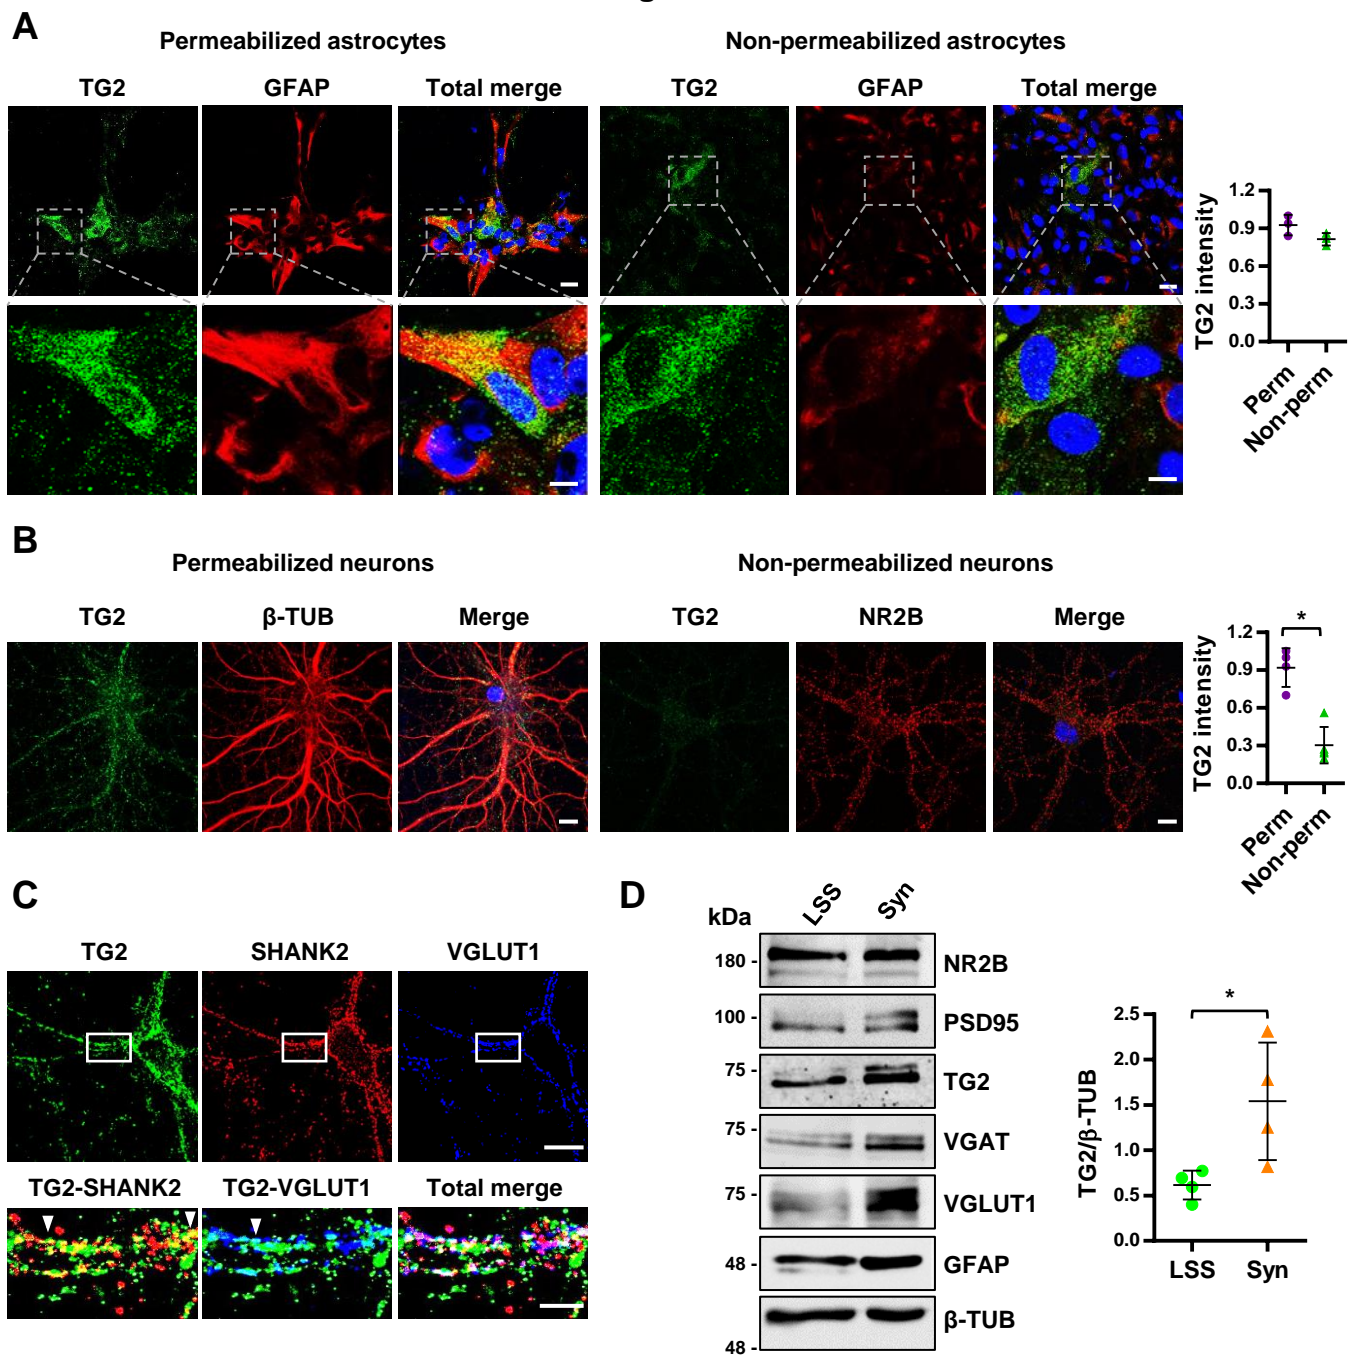 A
Permeabilized astrocytes
Non-permeabilized astrocytes
TG2
GFAP
Total merge
TG2
GFAP
Total merge
TG2 intensity
1.2
0.9
0.6
0.3
0.0
Perm
Non-perm
B
Permeabilized neurons
Non-permeabilized neurons
TG2
β-TUB
Merge
TG2
NR2B
Merge
TG2 intensity
1.2
0.9
0.6
0.3
0.0
*
Perm
Non-perm
C
TG2
SHANK2
VGLUT1
TG2-SHANK2
TG2-VGLUT1
Total merge
D
kDa
LSS
Syn
180 -
NR2B
100 -
PSD95
75 -
TG2
75 -
VGAT
75 -
VGLUT1
48 -
GFAP
β-TUB
48 -
TG2/β-TUB
2.5
2.0
1.5
1.0
0.5
0.0
*
LSS
Syn